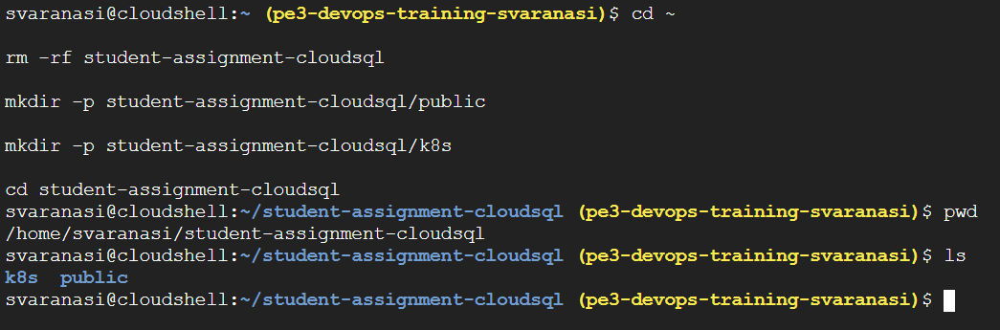 svaranasi@cloudshell:~ (pe3-devops-training-svaranasi)$ cd ~
rm -rf student-assignment-cloudsql
mkdir -p student-assignment-cloudsql/public
mkdir -p student-assignment-cloudsql/k8s
cd student-assignment-cloudsql
svaranasi@cloudshell:~/student-assignment-cloudsql (pe3-devops-training-svaranasi)$ pwd
/home/svaranasi/student-assignment-cloudsql
svaranasi@cloudshell:~/student-assignment-cloudsql (pe3-devops-training-svaranasi)$ ls
k8s  public
svaranasi@cloudshell:~/student-assignment-cloudsql (pe3-devops-training-svaranasi)$